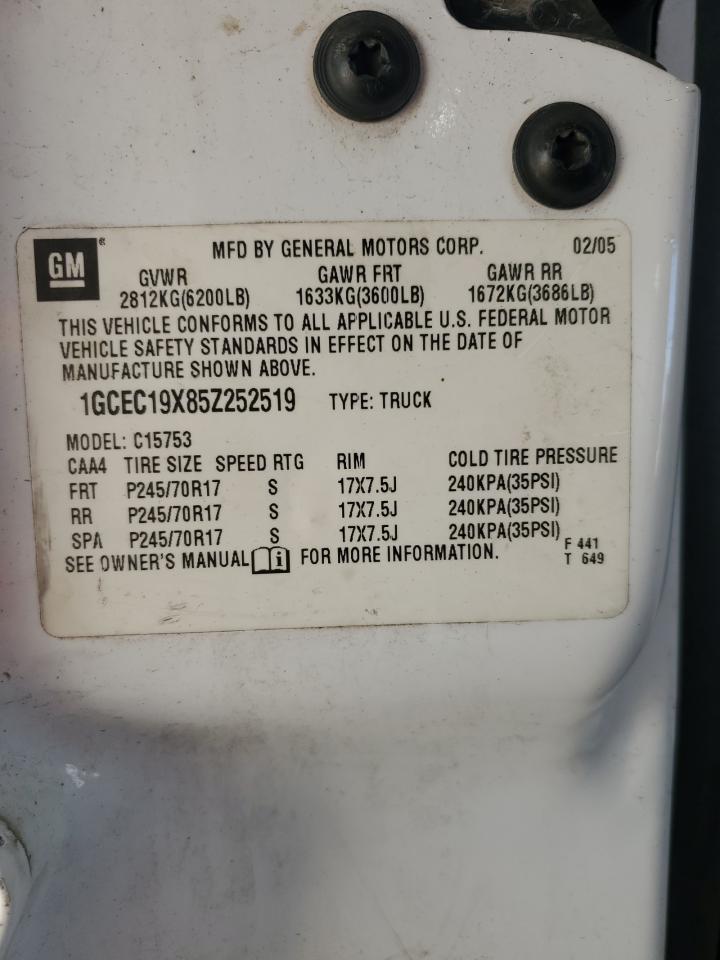 GM® MFD BY GENERAL MOTORS CORP. 02/05
GVWR GAWR FRT GAWR RR
2812KG(6200LB) 1633KG(3600LB) 1672KG(3686LB)
THIS VEHICLE CONFORMS TO ALL APPLICABLE U.S. FEDERAL MOTOR
VEHICLE SAFETY STANDARDS IN EFFECT ON THE DATE OF
MANUFACTURE SHOWN ABOVE.
1GCEC19X85Z252519 TYPE: TRUCK
MODEL: C15753
CAA4 TIRE SIZE SPEED RTG RIM COLD TIRE PRESSURE
FRT P245/70R17 S 17X7.5J 240KPA(35PSI)
RR P245/70R17 S 17X7.5J 240KPA(35PSI)
SPA P245/70R17 S 17X7.5J 240KPA(35PSI)
SEE OWNER'S MANUAL i FOR MORE INFORMATION. F 441
T 649